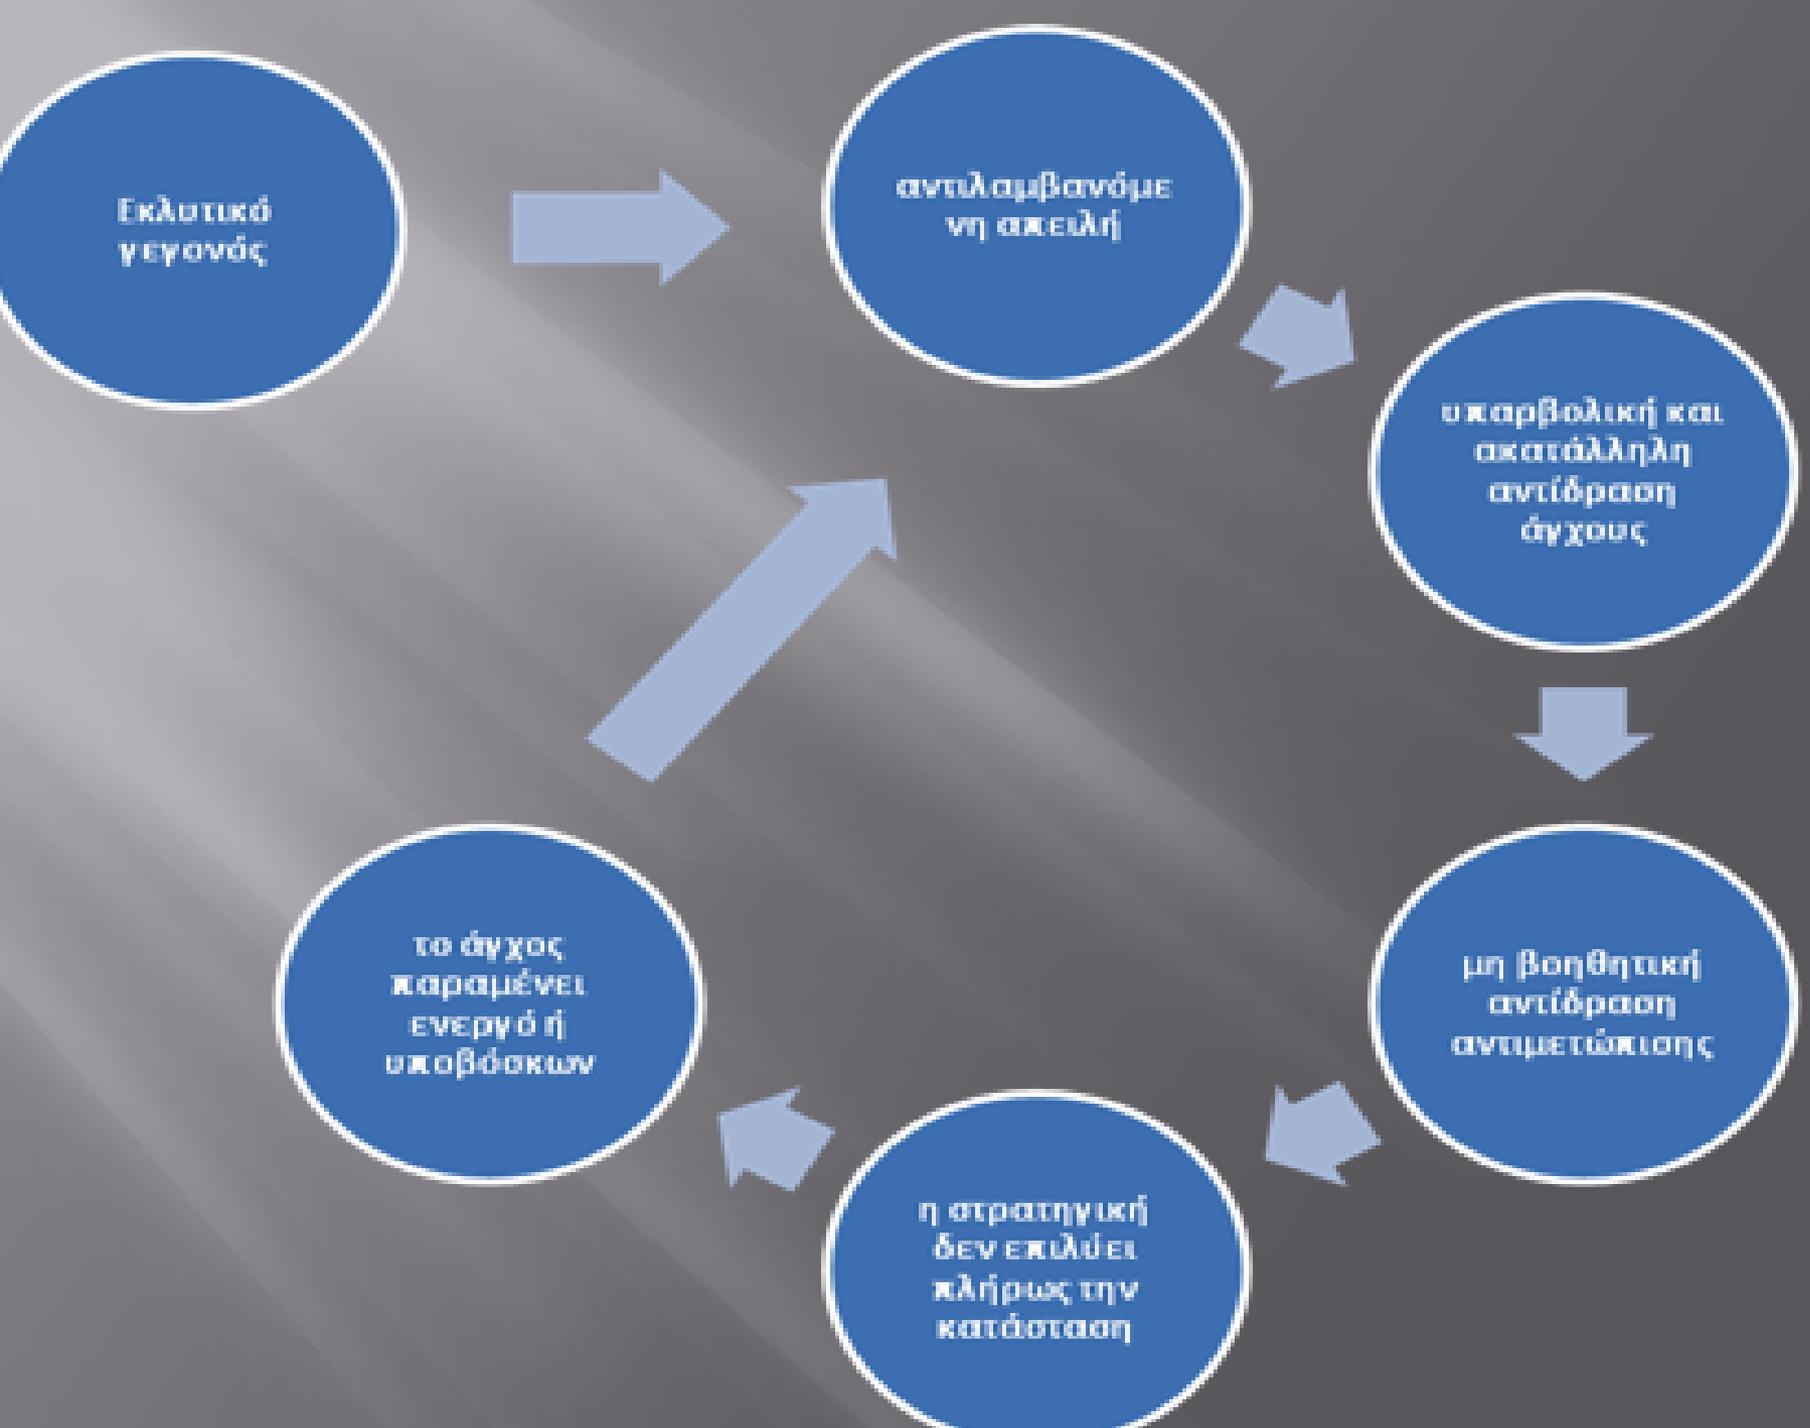 Εκλυτικό
γεγονός
αντιλαμβανόμε
νη απειλή
υπαρβολική και
ακατάλληλη
αντίδραση
άγχους
μη βοηθητική
αντίδραση
αντιμετώπισης
η στρατηγική
δεν επιλύει
πλήρως την
κατάσταση
το άγχος
παραμένει
ενεργό ή
υποβόσκων